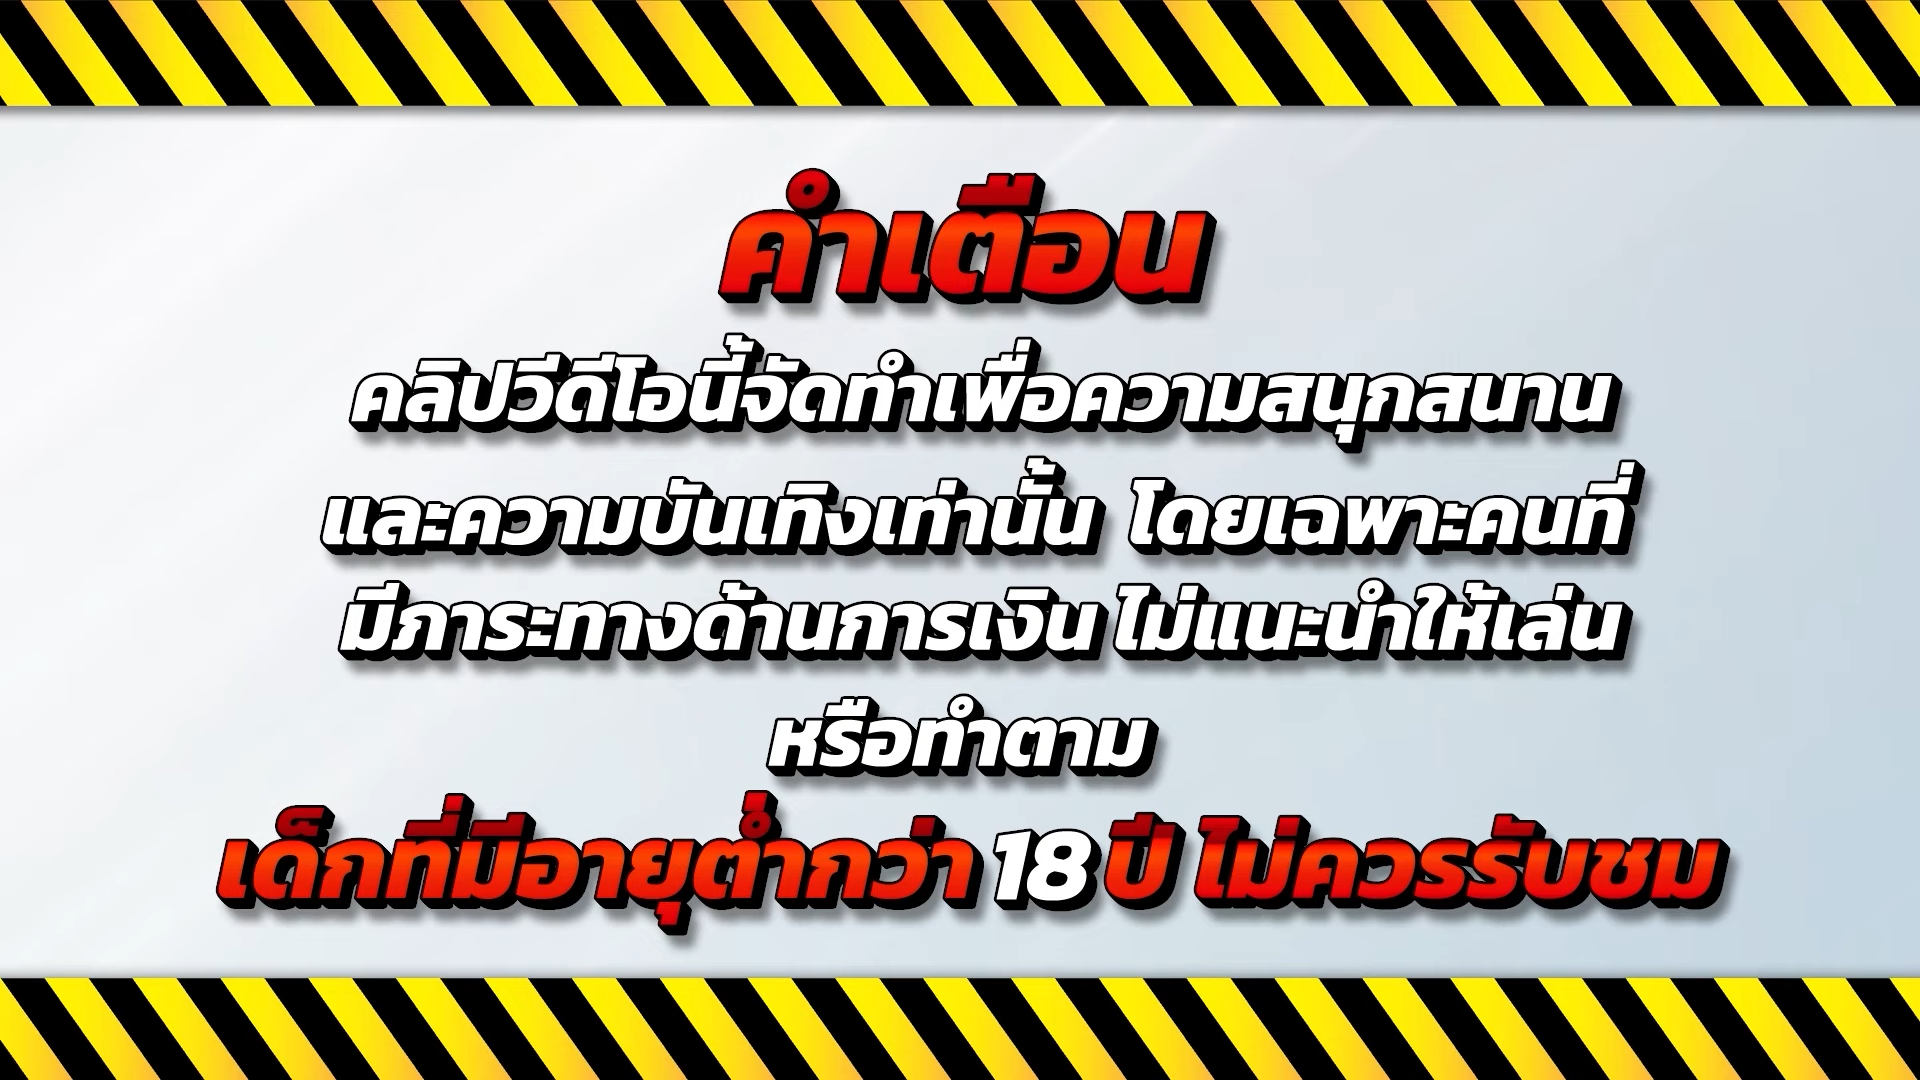 คำเตือน
คลิปวีดีโอนี้จัดทำเพื่อความสนุกสนาน
และความบันเทิงเท่านั้น โดยเฉพาะคนที่
มีภาระทางด้านการเงิน ไม่แนะนำให้เล่น
หรือทำตาม
เด็กที่มีอายุต่ำกว่า 18 ปี ไม่ควรรับชม